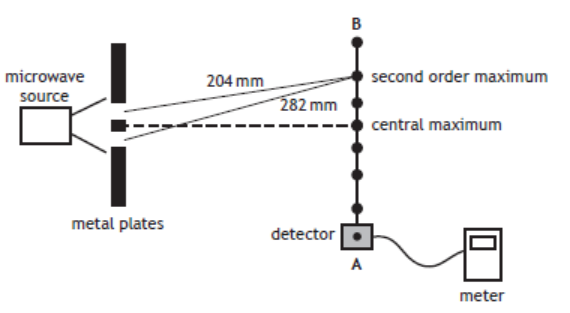 B
microwave
source
204 mm
second order maximum
282 mm
central maximum
metal plates
detector
A
meter